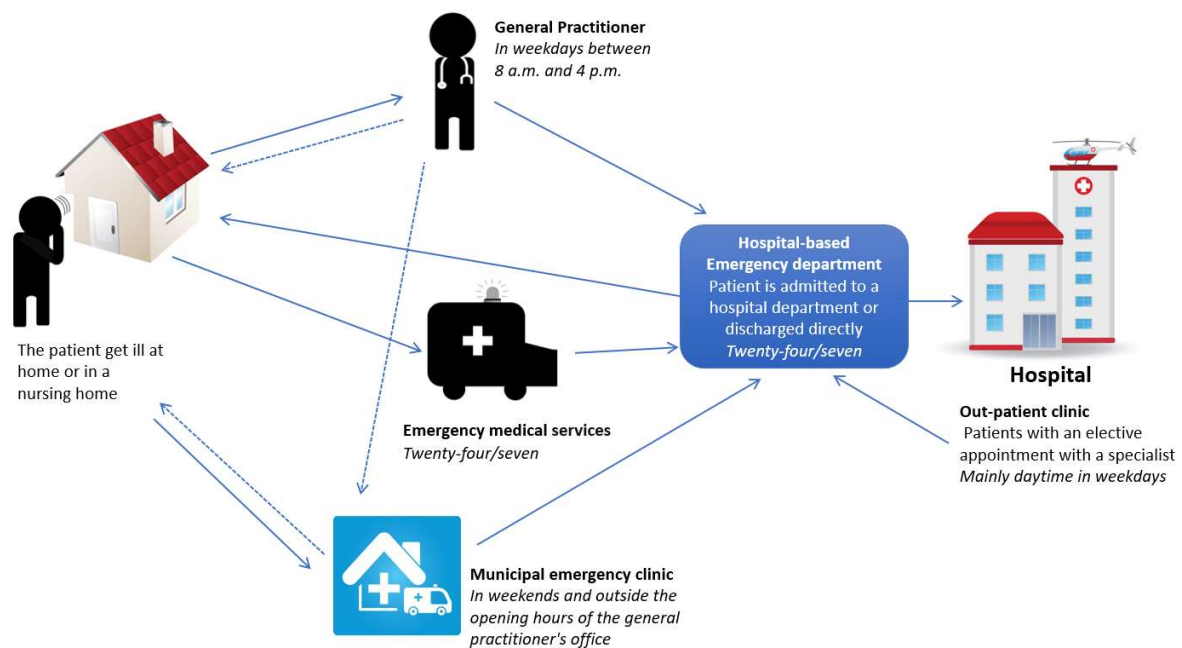 General Practitioner
In weekdays between
8 a.m. and 4 p.m.
The patient get ill at
home or in a
nursing home
Emergency medical services
Twenty-four/seven
Municipal emergency clinic
In weekends and outside the
opening hours of the general
practitioner's office
Hospital-based
Emergency department
Patient is admitted to a
hospital department or
discharged directly
Twenty-four/seven
Hospital
Out-patient clinic
Patients with an elective
appointment with a specialist
Mainly daytime in weekdays